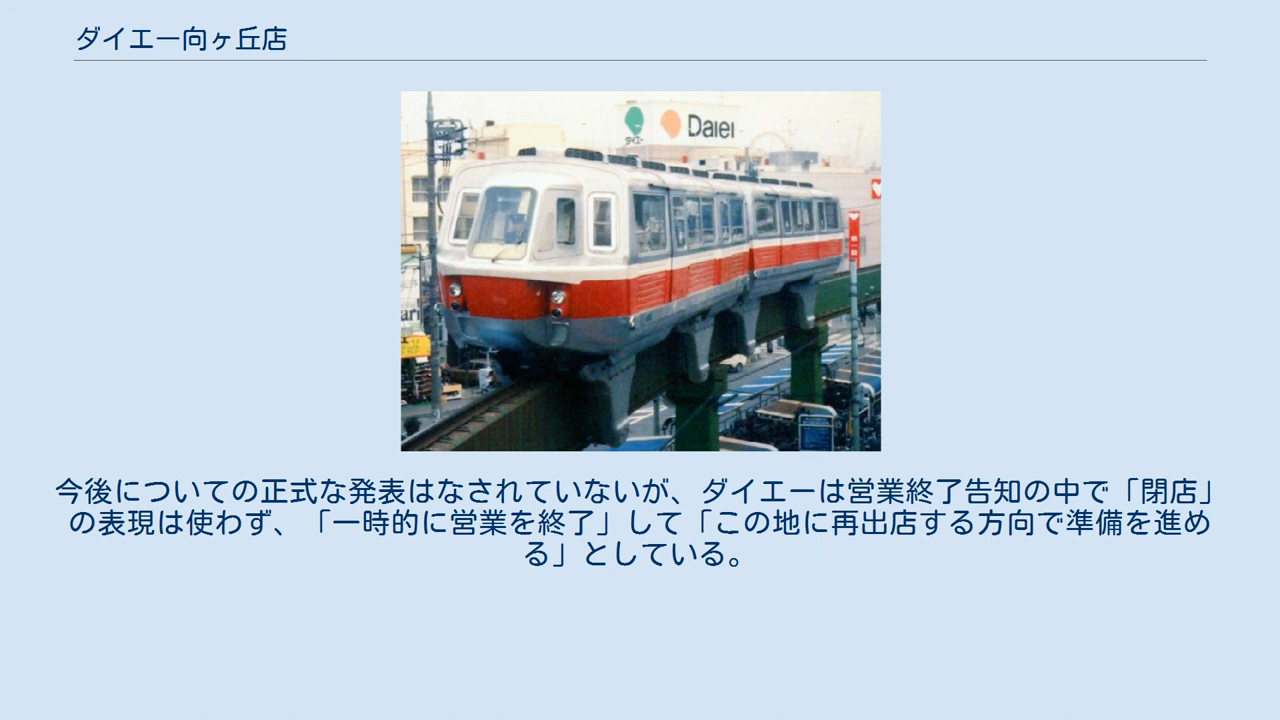 ダイエー向ヶ丘店
ダイエー
Daiei
今後についての正式な発表はなされていないが、ダイエーは営業終了告知の中で「閉店」
の表現は使わず、「一時的に営業を終了」して「この地に再出店する方向で準備を進め
る」としている。